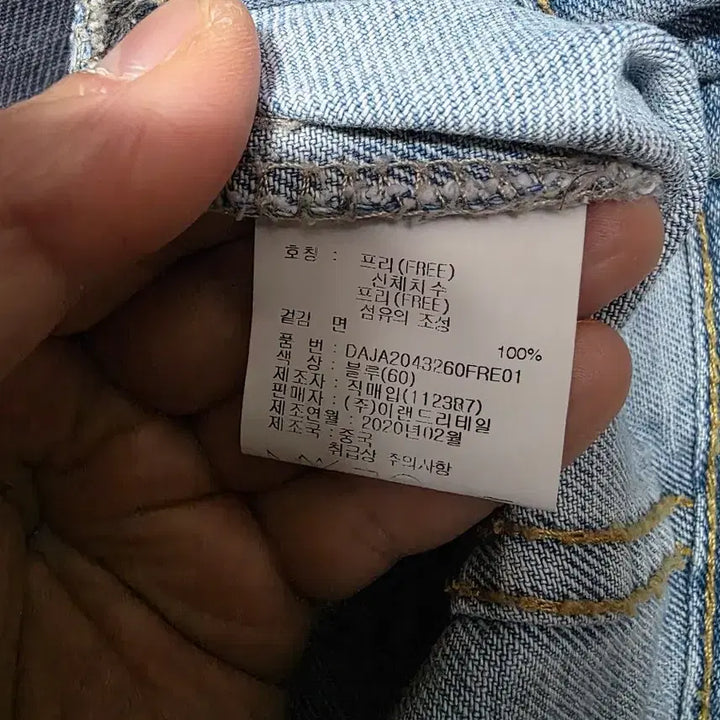 호칭 : 프리(FREE)
신체치수
프리(FREE)
섬유의 조성
겉감 면 100%
품 번 : DAJA2043260FRE01
색 상 : 블루(60)
제조자 : 직매입(112387)
판매자 : (주)이랜드리테일
제조연월 : 2020년02월
제조국 : 중국
취급상 주의사항